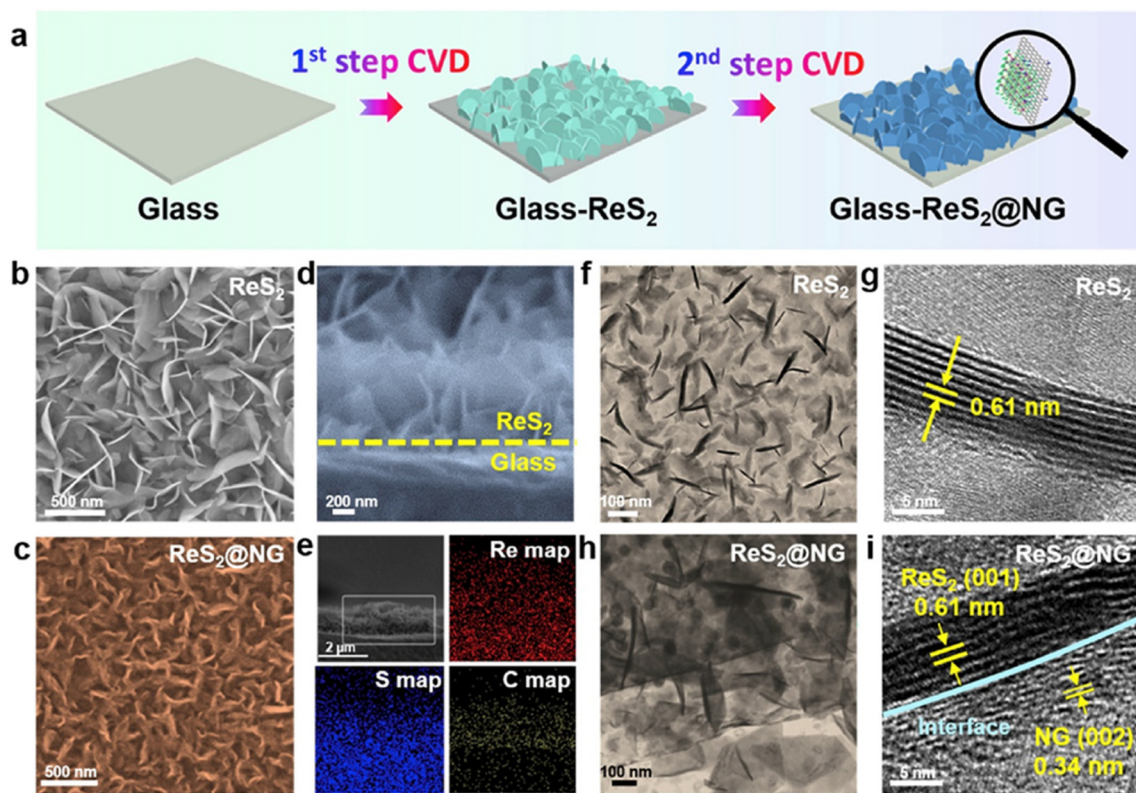 a
1st step CVD
2nd step CVD
Glass
Glass-ReS₂
Glass-ReS₂@NG
b
ReS₂
500 nm
d
ReS₂
Glass
200 nm
f
ReS₂
100 nm
g
ReS₂
0.61 nm
5 nm
c
ReS₂@NG
500 nm
e
Re map
2 μm
S map
C map
h
ReS₂@NG
100 nm
i
ReS₂@NG
ReS₂ (001)
0.61 nm
Interface
NG (002)
0.34 nm
5 nm